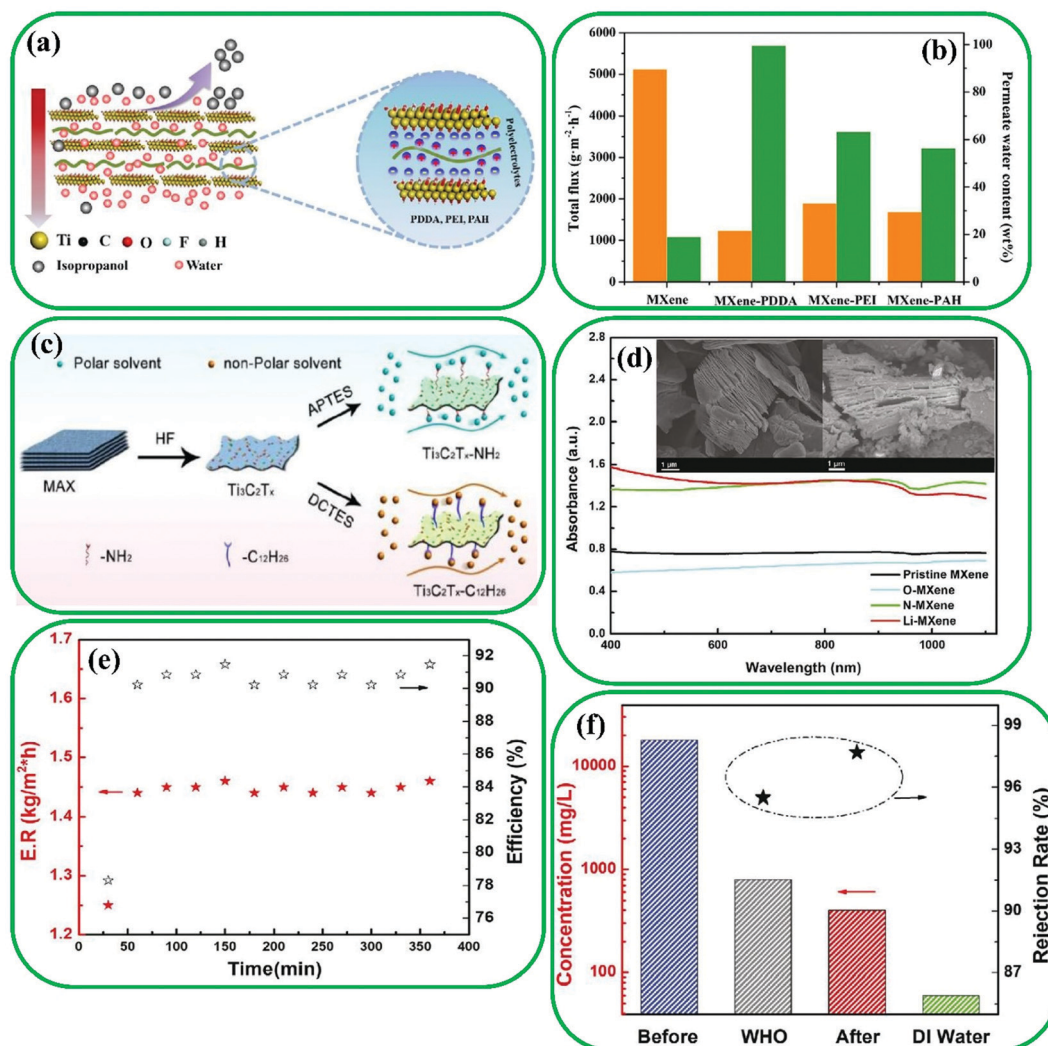 (a)
Polyelectrolytes
PDDA, PEI, PAH
Ti C O F H
Isopropanol Water
(b)
Total flux (g·m⁻²·h⁻¹)
6000
5000
4000
3000
2000
1000
0
Permeate water content (wt%)
100
80
60
40
20
0
MXene MXene-PDDA MXene-PEI MXene-PAH
(c)
Polar solvent non-Polar solvent
MAX
HF
Ti₃C₂Tₓ
APTES
DCTES
Ti₃C₂Tₓ-NH₂
Ti₃C₂Tₓ-C₁₂H₂₆
-NH₂ -C₁₂H₂₆
(d)
Absorbance (a.u.)
2.8
2.4
2.0
1.6
1.2
0.8
0.4
0.0
1 µm 1 µm
Pristine MXene
O-MXene
N-MXene
Li-MXene
400 600 800 1000
Wavelength (nm)
(e)
E.R (kg/m²*h)
1.7
1.6
1.5
1.4
1.3
1.2
Efficiency (%)
92
90
88
86
84
82
80
78
76
0 50 100 150 200 250 300 350 400
Time(min)
(f)
Concentration (mg/L)
10000
1000
100
Rejection Rate (%)
99
96
93
90
87
Before WHO After DI Water